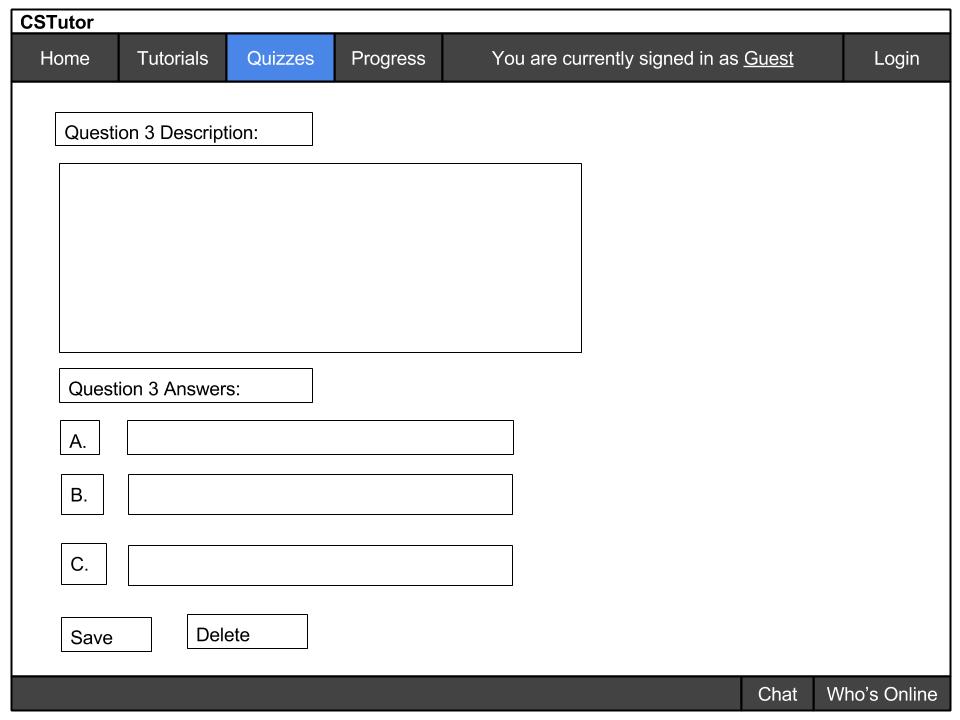 CSTutor
Home Tutorials Quizzes Progress You are currently signed in as Guest Login
Question 3 Description:
Question 3 Answers:
A.
B.
C.
Save Delete
Chat Who’s Online